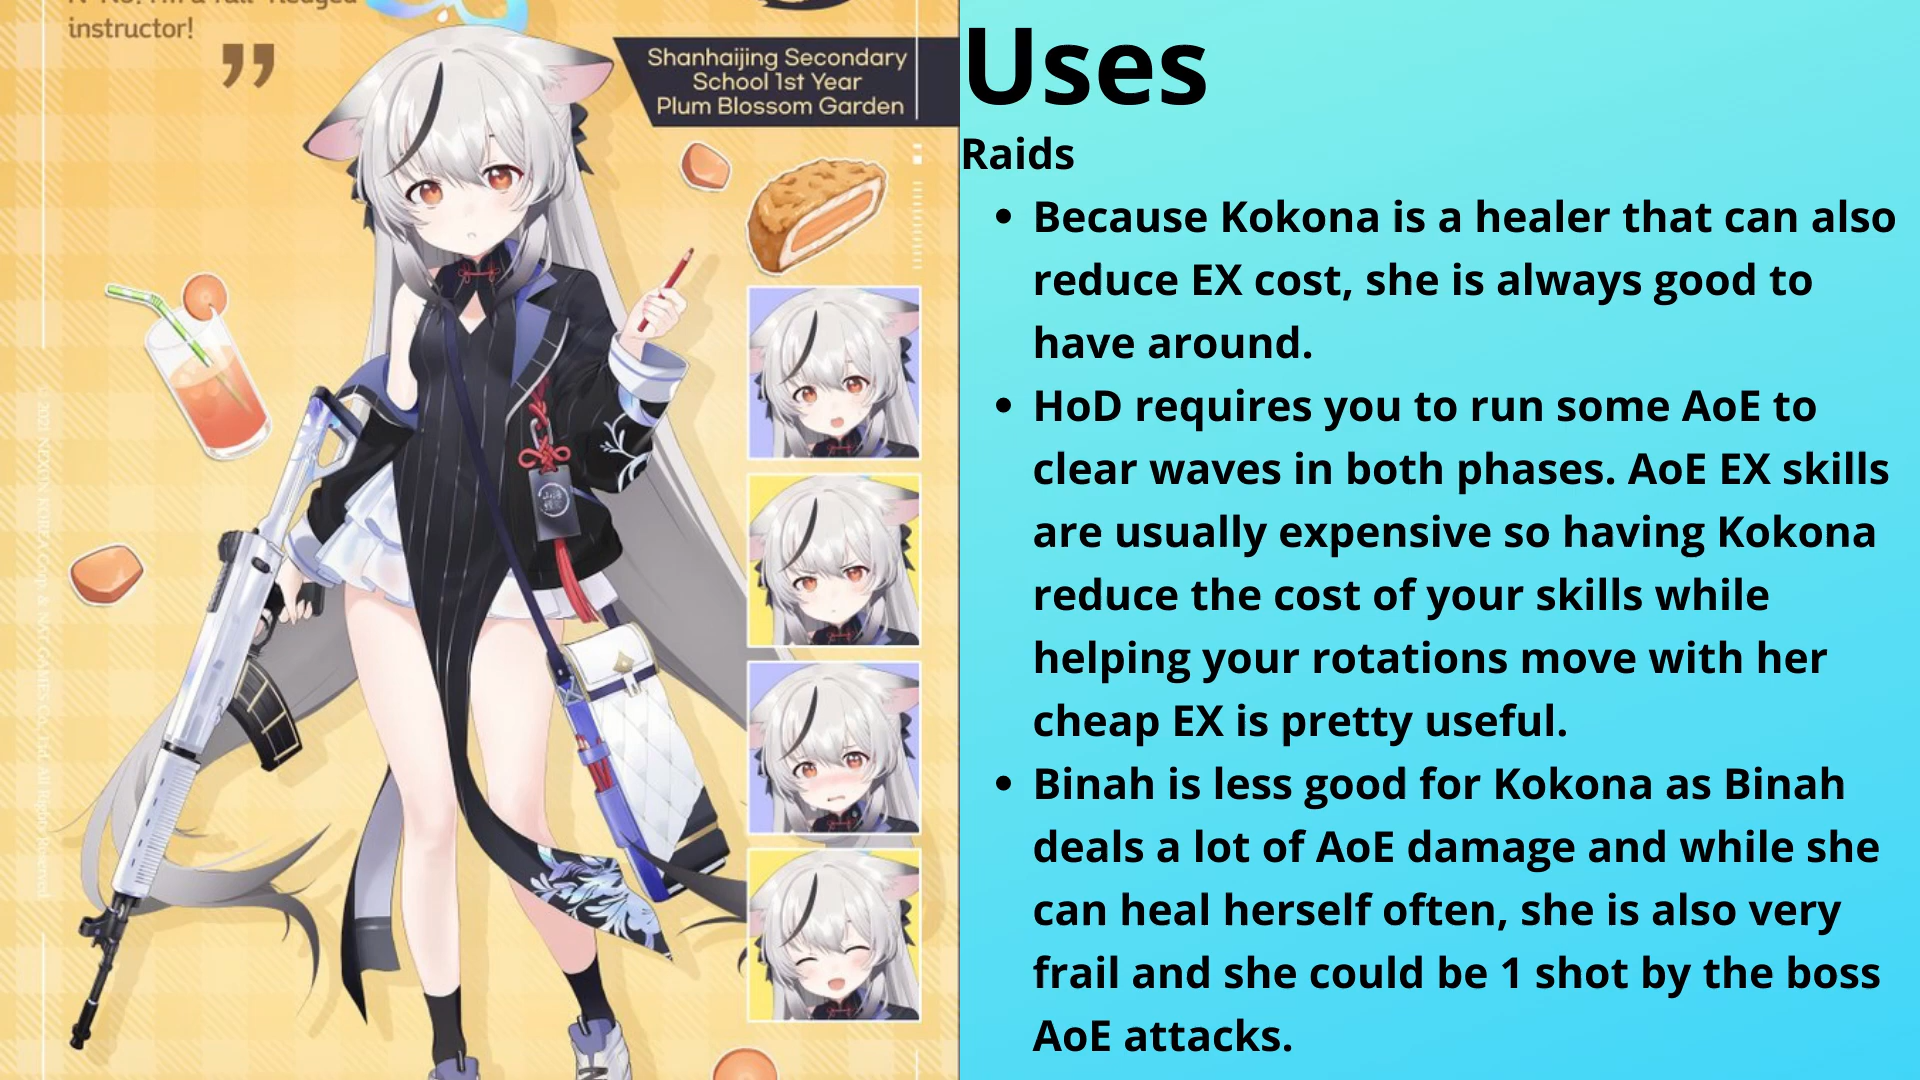 instructor!
”
Shanhaijing Secondary
School 1st Year
Plum Blossom Garden
Uses
Raids
• Because Kokona is a healer that can also
reduce EX cost, she is always good to
have around.
• HoD requires you to run some AoE to
clear waves in both phases. AoE EX skills
are usually expensive so having Kokona
reduce the cost of your skills while
helping your rotations move with her
cheap EX is pretty useful.
• Binah is less good for Kokona as Binah
deals a lot of AoE damage and while she
can heal herself often, she is also very
frail and she could be 1 shot by the boss
AoE attacks.